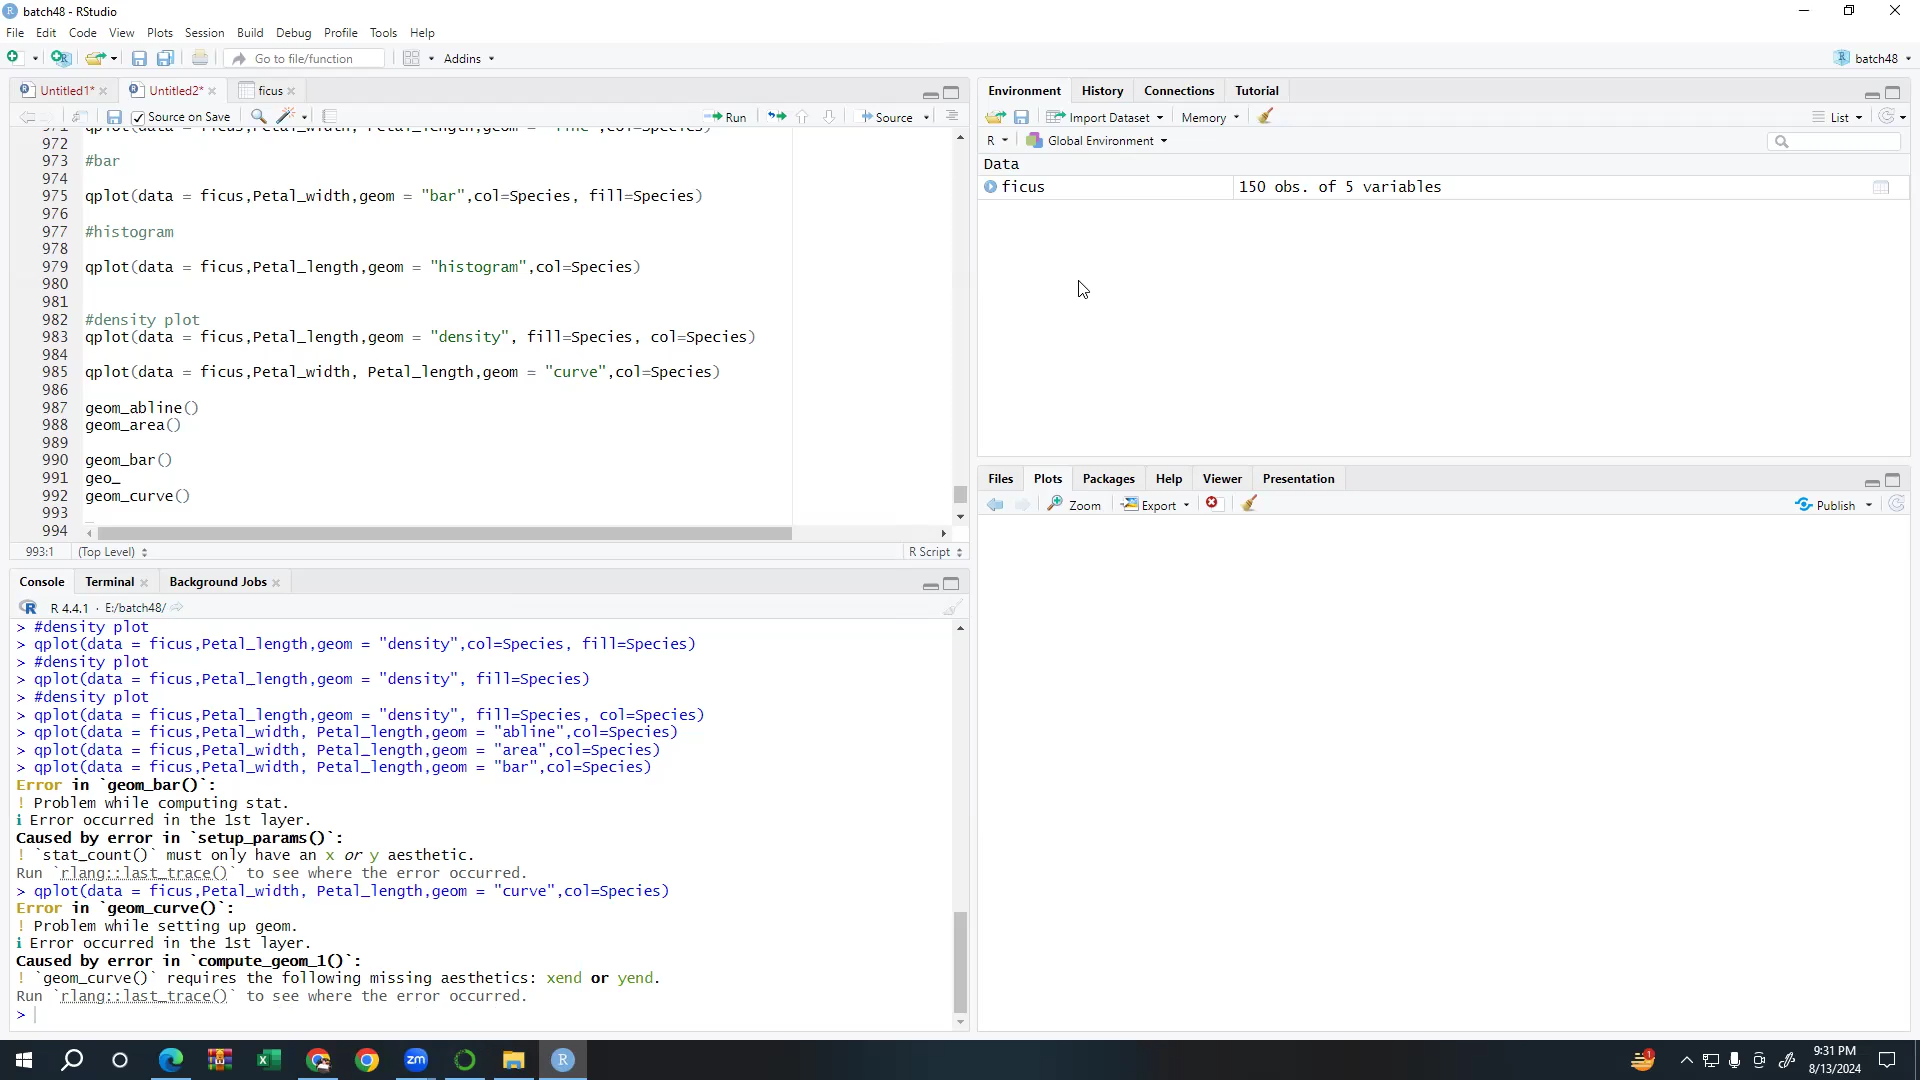 batch48 - RStudio
File Edit Code View Plots Session Build Debug Profile Tools Help
Go to file/function Addins batch48
Untitled1* Untitled2* ficus
Source on Save Run Source
971 qplot(data = ficus,Petal_width, Petal_length,geom = "line",col=Species)
972
973 #bar
974
975 qplot(data = ficus,Petal_width,geom = "bar",col=Species, fill=Species)
976
977 #histogram
978
979 qplot(data = ficus,Petal_length,geom = "histogram",col=Species)
980
981
982 #density plot
983 qplot(data = ficus,Petal_length,geom = "density", fill=Species, col=Species)
984
985 qplot(data = ficus,Petal_width, Petal_length,geom = "curve",col=Species)
986
987 geom_abline()
988 geom_area()
989
990 geom_bar()
991 geo_
992 geom_curve()
993
994
993:1 (Top Level) R Script
Console Terminal Background Jobs
R 4.4.1 · E:/batch48/
> #density plot
> qplot(data = ficus,Petal_length,geom = "density",col=Species, fill=Species)
> #density plot
> qplot(data = ficus,Petal_length,geom = "density", fill=Species)
> #density plot
> qplot(data = ficus,Petal_length,geom = "density", fill=Species, col=Species)
> qplot(data = ficus,Petal_width, Petal_length,geom = "abline",col=Species)
> qplot(data = ficus,Petal_width, Petal_length,geom = "area",col=Species)
> qplot(data = ficus,Petal_width, Petal_length,geom = "bar",col=Species)
Error in `geom_bar()`:
! Problem while computing stat.
ℹ Error occurred in the 1st layer.
Caused by error in `setup_params()`:
! `stat_count()` must only have an x or y aesthetic.
Run `rlang::last_trace()` to see where the error occurred.
> qplot(data = ficus,Petal_width, Petal_length,geom = "curve",col=Species)
Error in `geom_curve()`:
! Problem while setting up geom.
ℹ Error occurred in the 1st layer.
Caused by error in `compute_geom_1()`:
! `geom_curve()` requires the following missing aesthetics: xend or yend.
Run `rlang::last_trace()` to see where the error occurred.
>
Environment History Connections Tutorial
Import Dataset Memory List
R Global Environment
Data
ficus 150 obs. of 5 variables
Files Plots Packages Help Viewer Presentation
Zoom Export Publish
zm R 1
9:31 PM
8/13/2024